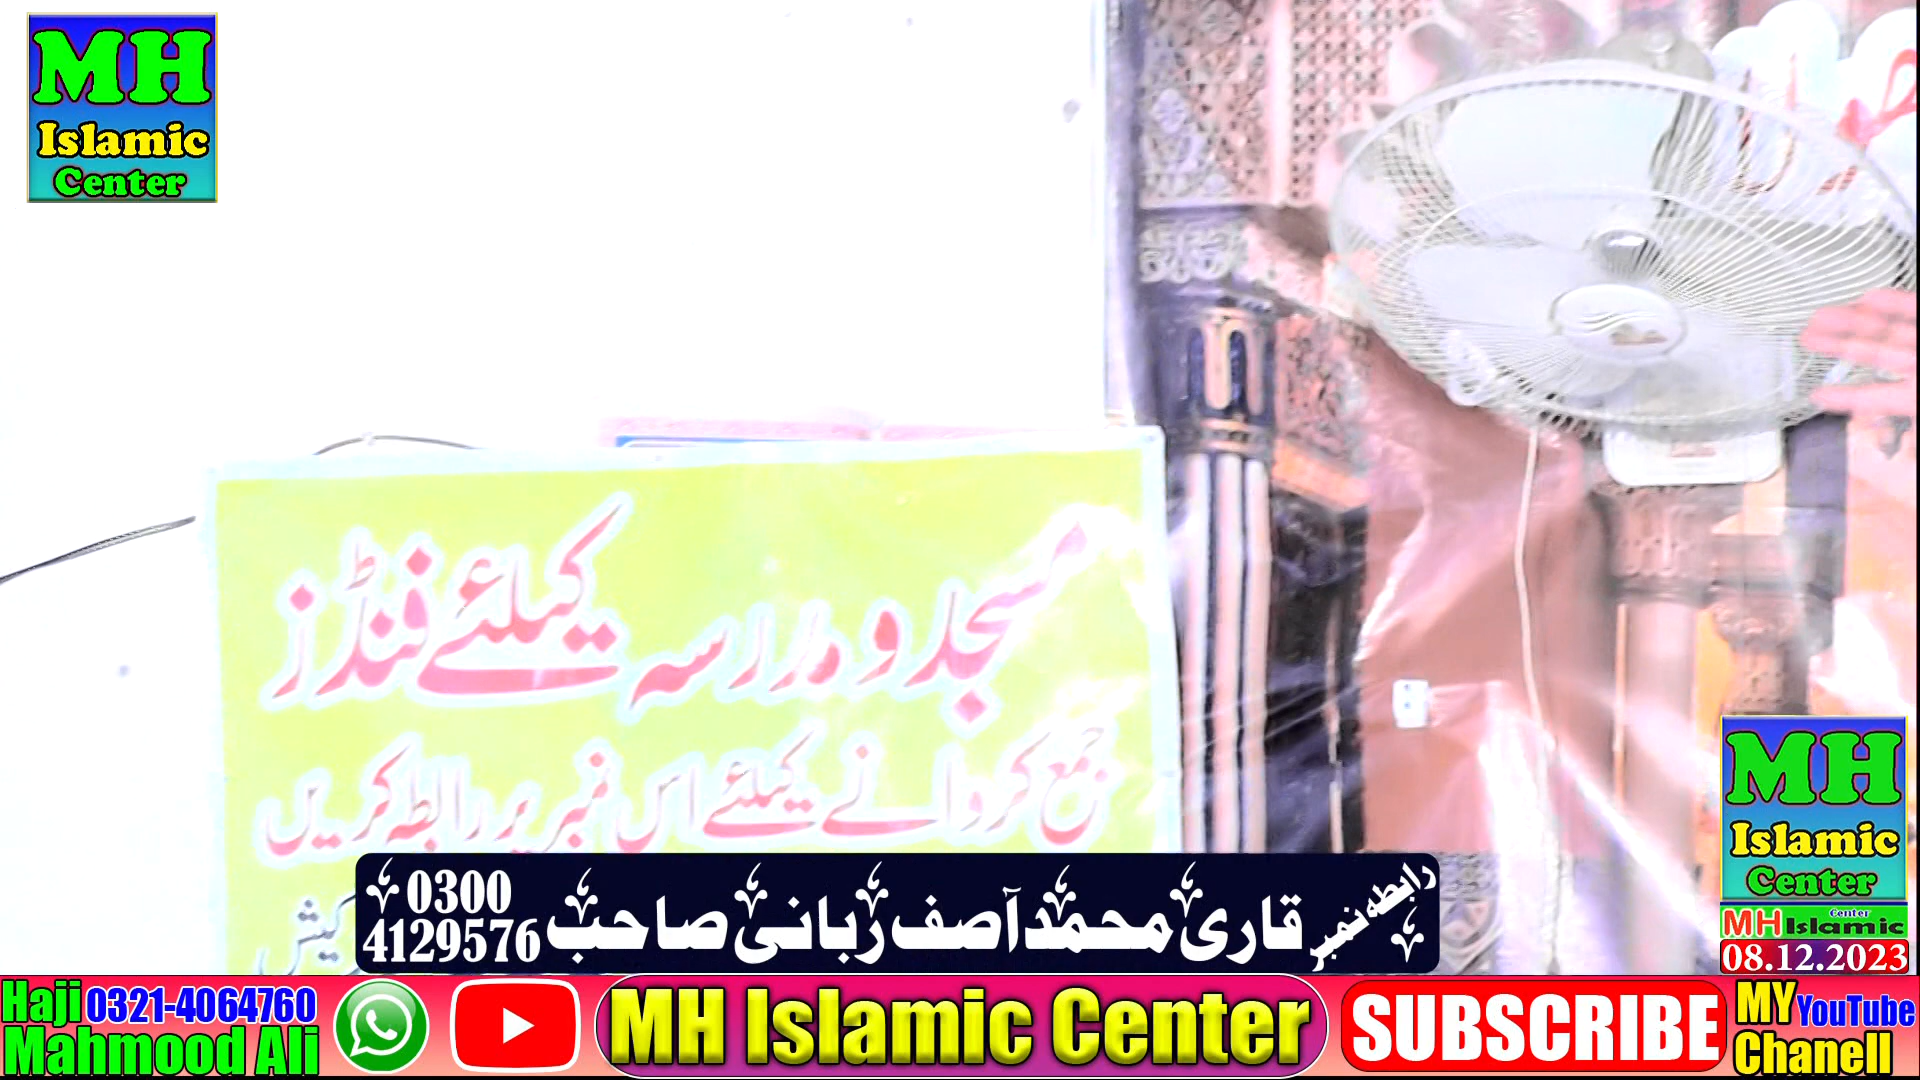 MH
Islamic
Center
مسجد و مدرسہ کیلئے فنڈز
جمع کروانے کیلئے اس نمبر پر رابطہ کریں
کیش
رابطہ نمبر
قاری محمد آصف ربانی صاحب
0300
4129576
MH
Islamic
Center
MH Islamic Center
08.12.2023
Haji 0321-4064760
Mahmood Ali
MH Islamic Center
SUBSCRIBE
MY YouTube
Chanell